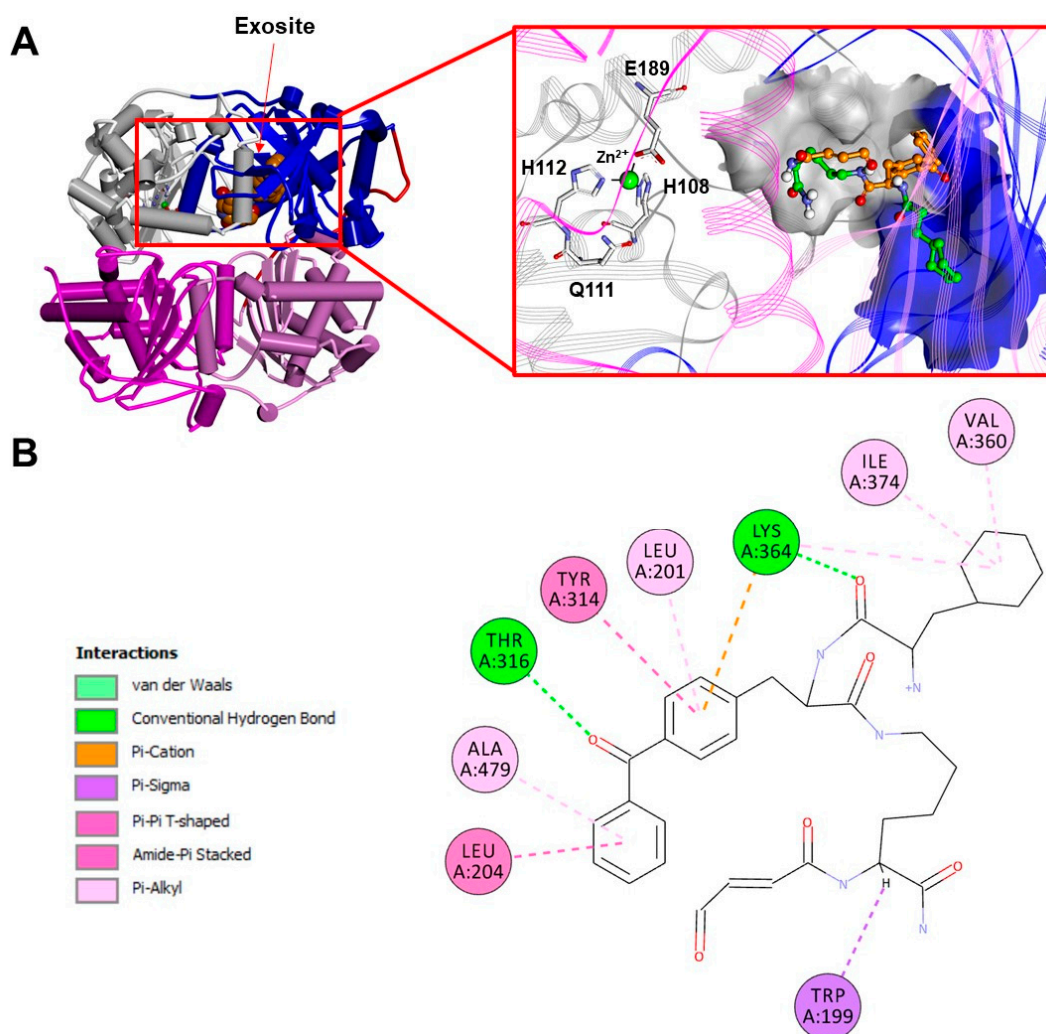 A
Exosite
E189
Zn2+
H112
H108
Q111
B
VAL
A:360
ILE
A:374
LYS
A:364
LEU
A:201
TYR
A:314
THR
A:316
ALA
A:479
LEU
A:204
TRP
A:199
O
O
N
+N
O
N
O
O
N
H
O
N
O
Interactions
van der Waals
Conventional Hydrogen Bond
Pi-Cation
Pi-Sigma
Pi-Pi T-shaped
Amide-Pi Stacked
Pi-Alkyl